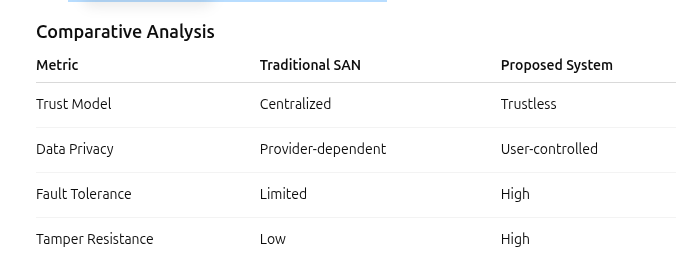 Comparative Analysis
Metric Traditional SAN Proposed System
Trust Model Centralized Trustless
Data Privacy Provider-dependent User-controlled
Fault Tolerance Limited High
Tamper Resistance Low High